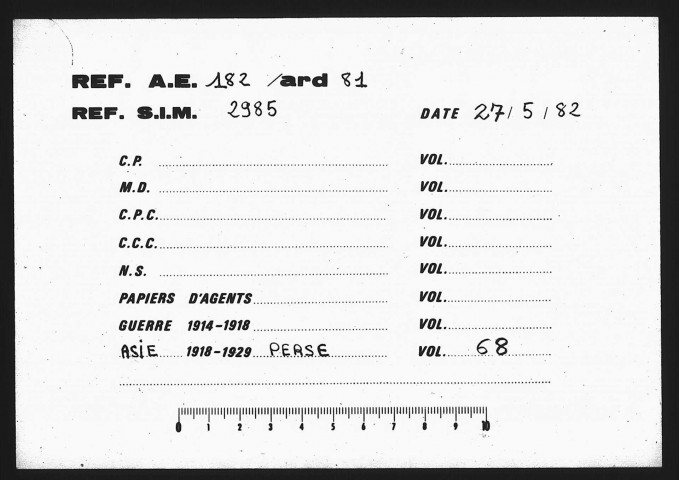 REF. A.E. 182 /ard 81
REF. S.I.M. 2985 DATE 27/5/82
C.P. VOL.
M.D. VOL.
C.P.C. VOL.
C.C.C. VOL.
N.S. VOL.
PAPIERS D'AGENTS VOL.
GUERRE 1914-1918 VOL.
ASIE 1918-1929 PERSE VOL. 68
0 1 2 3 4 5 6 7 8 9 10